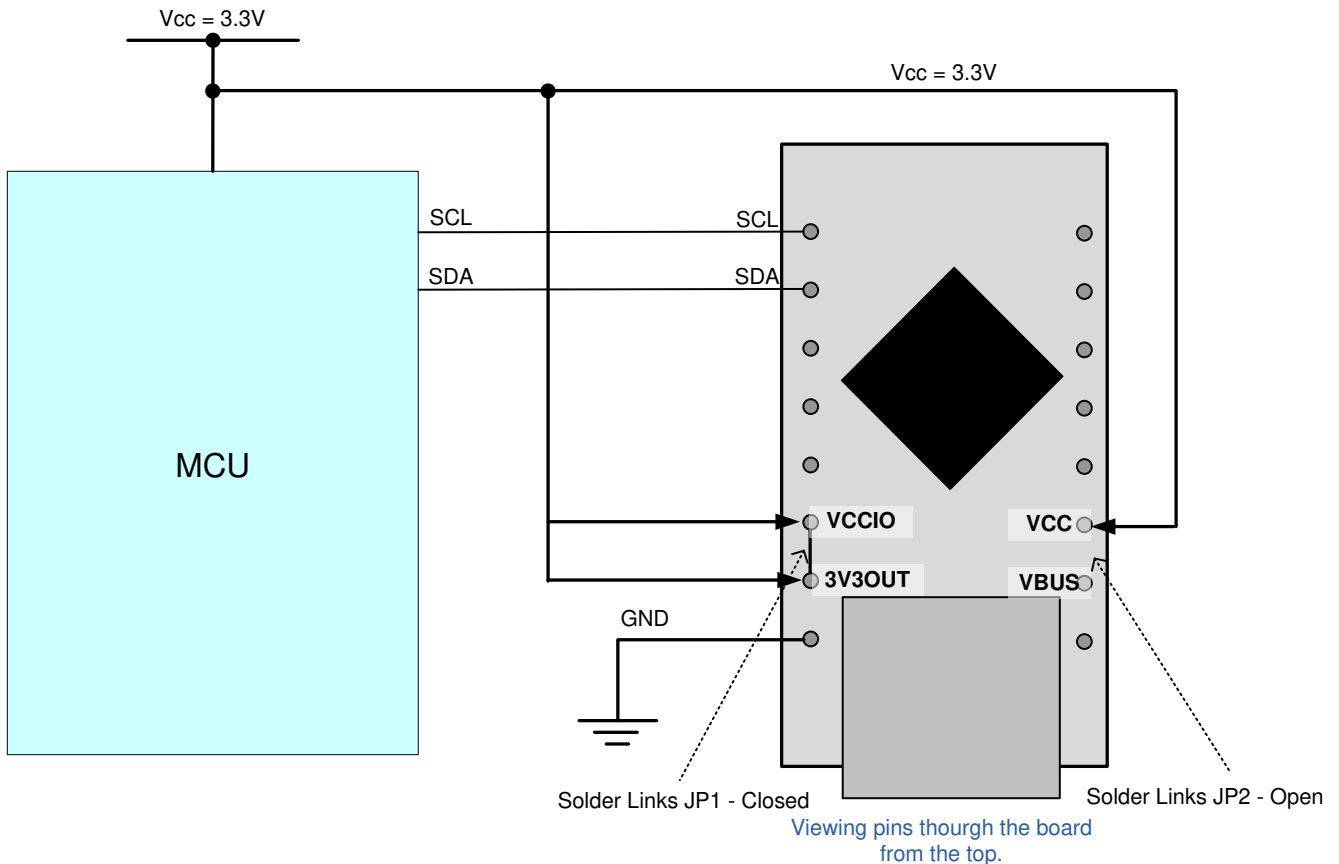 Vcc = 3.3V
Vcc = 3.3V
SCL
SCL
SDA
SDA
MCU
VCCIO
VCC
3V3OUT
VBUS
GND
Solder Links JP1 - Closed
Solder Links JP2 - Open
Viewing pins thourgh the board
from the top.